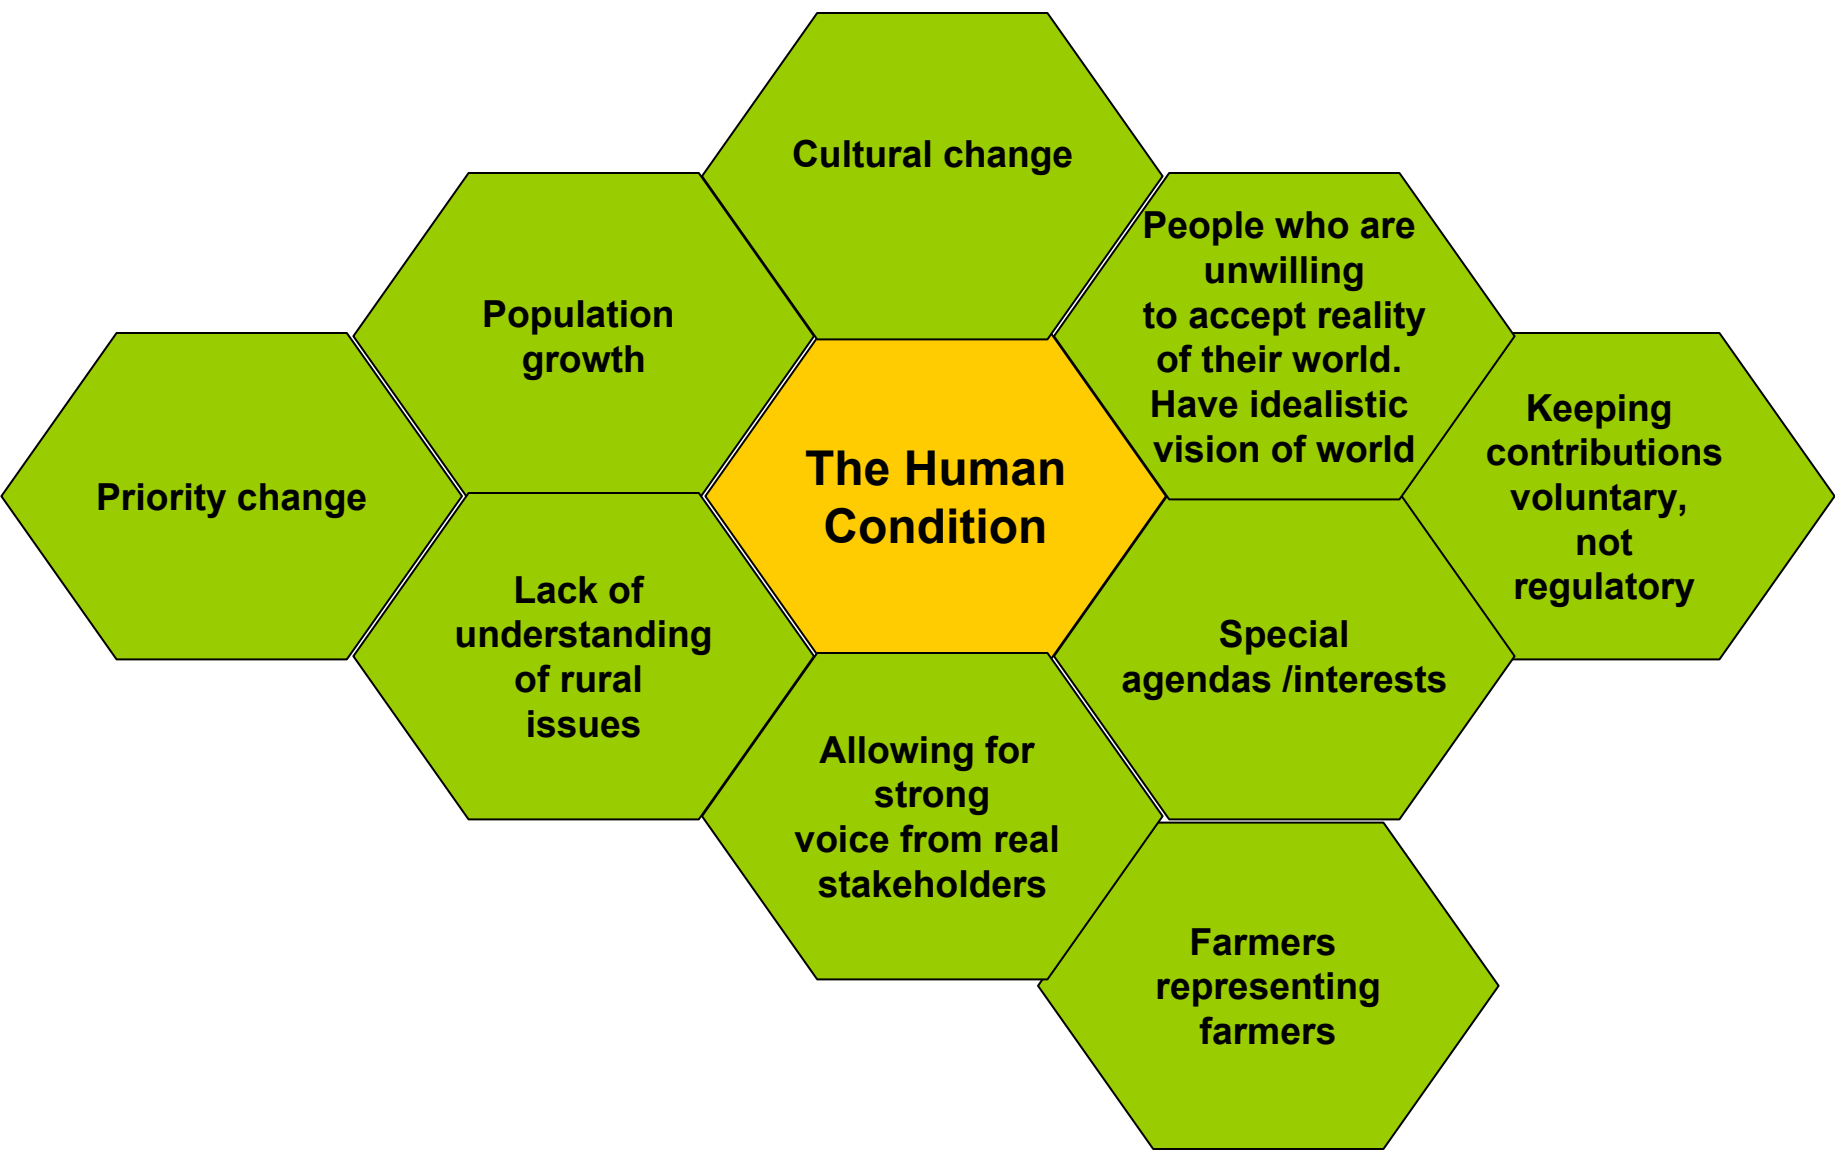 Cultural change
People who are
unwilling
to accept reality
of their world.
Have idealistic
vision of world
Population
growth
Keeping
contributions
voluntary,
not
regulatory
The Human
Condition
Priority change
Lack of
understanding
of rural
issues
Special
agendas /interests
Allowing for
strong
voice from real
stakeholders
Farmers
representing
farmers